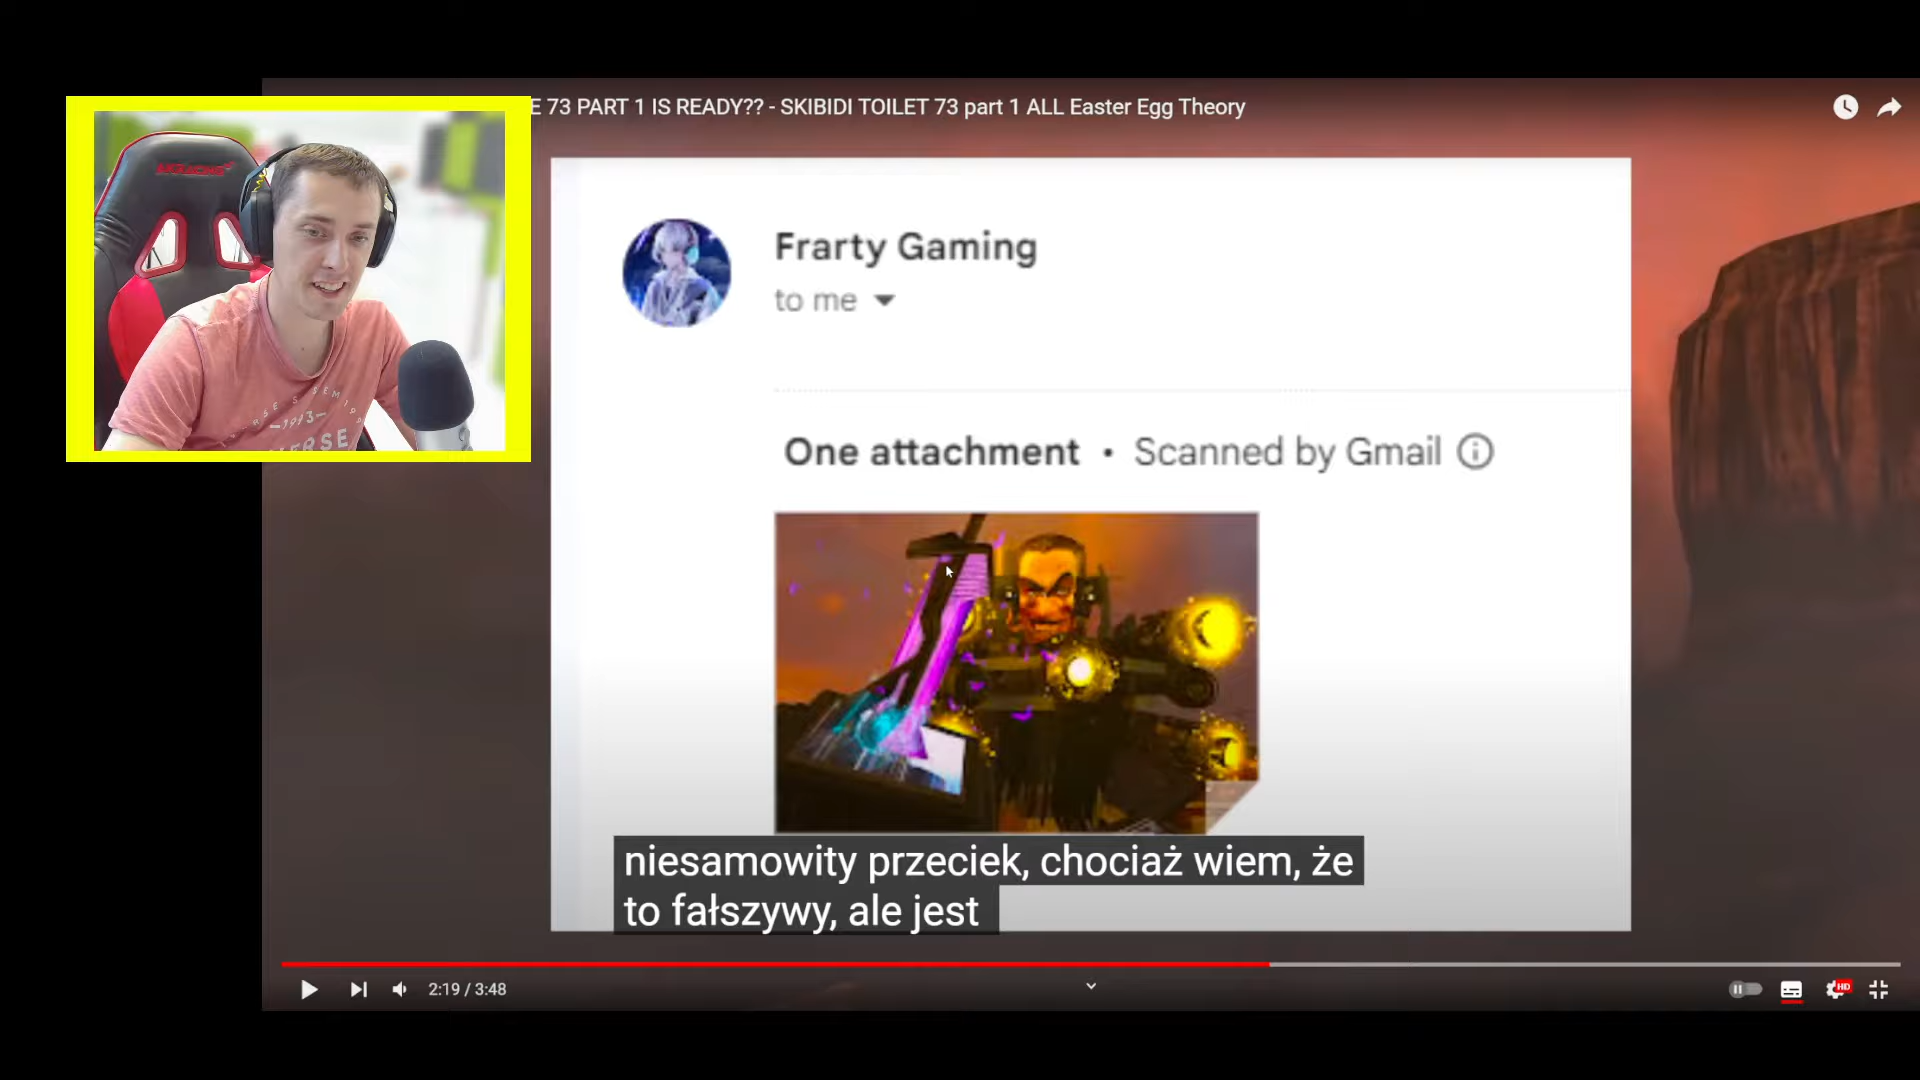 E 73 PART 1 IS READY?? - SKIBIDI TOILET 73 part 1 ALL Easter Egg Theory
Frarty Gaming
to me
One attachment • Scanned by Gmail
niesamowity przeciek, chociaż wiem, że
to fałszywy, ale jest
2:19 / 3:48
HD